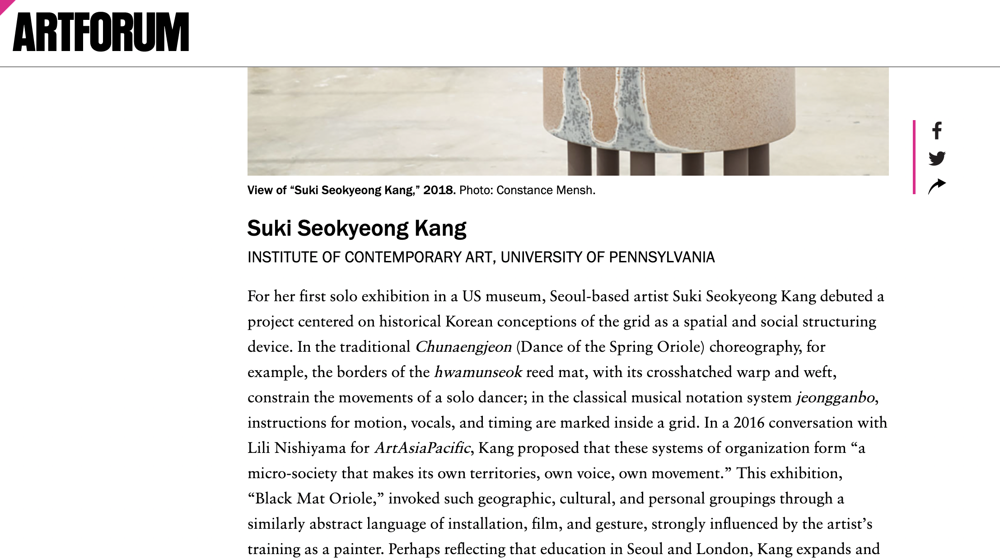 ARTFORUM
View of “Suki Seokyeong Kang,” 2018. Photo: Constance Mensh.
Suki Seokyeong Kang
INSTITUTE OF CONTEMPORARY ART, UNIVERSITY OF PENNSYLVANIA
For her first solo exhibition in a US museum, Seoul-based artist Suki Seokyeong Kang debuted a
project centered on historical Korean conceptions of the grid as a spatial and social structuring
device. In the traditional Chunaengjeon (Dance of the Spring Oriole) choreography, for
example, the borders of the hwamunseok reed mat, with its crosshatched warp and weft,
constrain the movements of a solo dancer; in the classical musical notation system jeongganbo,
instructions for motion, vocals, and timing are marked inside a grid. In a 2016 conversation with
Lili Nishiyama for ArtAsiaPacific, Kang proposed that these systems of organization form “a
micro-society that makes its own territories, own voice, own movement.” This exhibition,
“Black Mat Oriole,” invoked such geographic, cultural, and personal groupings through a
similarly abstract language of installation, film, and gesture, strongly influenced by the artist’s
training as a painter. Perhaps reflecting that education in Seoul and London, Kang expands and